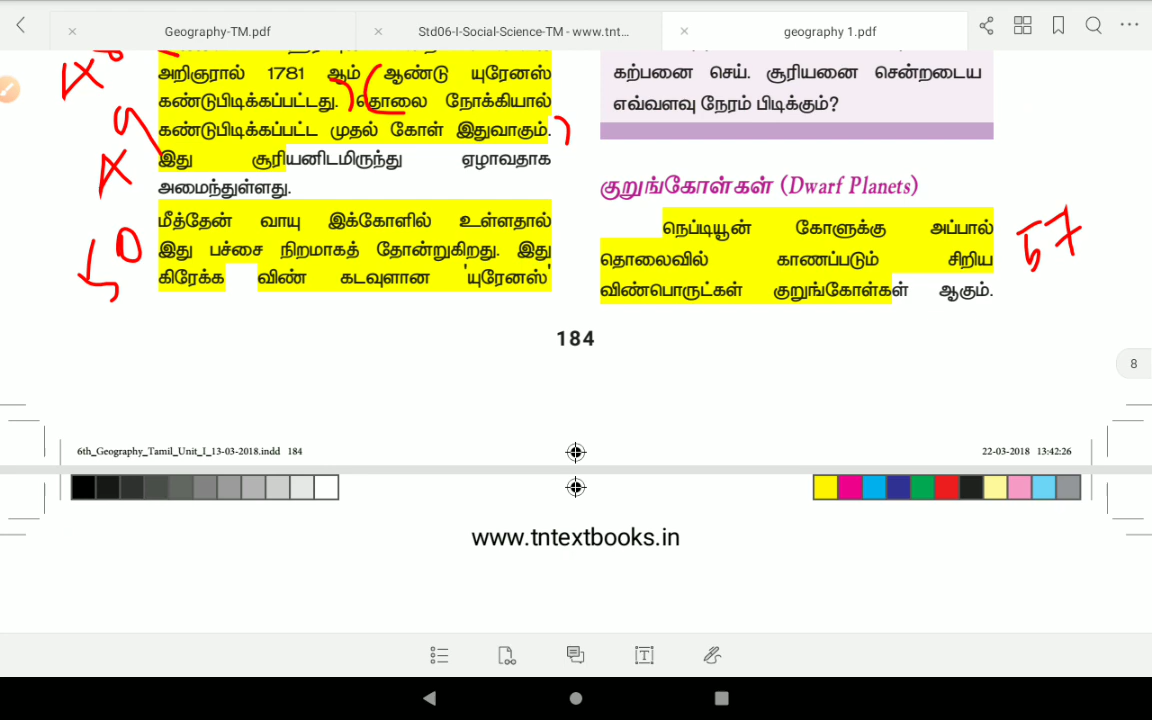 Geography-TM.pdf
Std06-I-Social-Science-TM - www.tnt...
geography 1.pdf
48
அறிஞரால் 1781 ஆம் ஆண்டு யுரேனஸ்
கண்டுபிடிக்கப்பட்டது. தொலை நோக்கியால்
கண்டுபிடிக்கப்பட்ட முதல் கோள் இதுவாகும்.
இது சூரியனிடமிருந்து ஏழாவதாக
அமைந்துள்ளது.
49
மீத்தேன் வாயு இக்கோளில் உள்ளதால்
இது பச்சை நிறமாகத் தோன்றுகிறது. இது
கிரேக்க விண் கடவுளான 'யுரேனஸ்'
50
கற்பனை செய். சூரியனை சென்றடைய
எவ்வளவு நேரம் பிடிக்கும்?
குறுங்கோள்கள் (Dwarf Planets)
நெப்டியூன் கோளுக்கு அப்பால்
தொலைவில் காணப்படும் சிறிய
விண்பொருட்கள் குறுங்கோள்கள் ஆகும்.
57
184
8
6th_Geography_Tamil_Unit_I_13-03-2018.indd 184
22-03-2018 13:42:26
www.tntextbooks.in